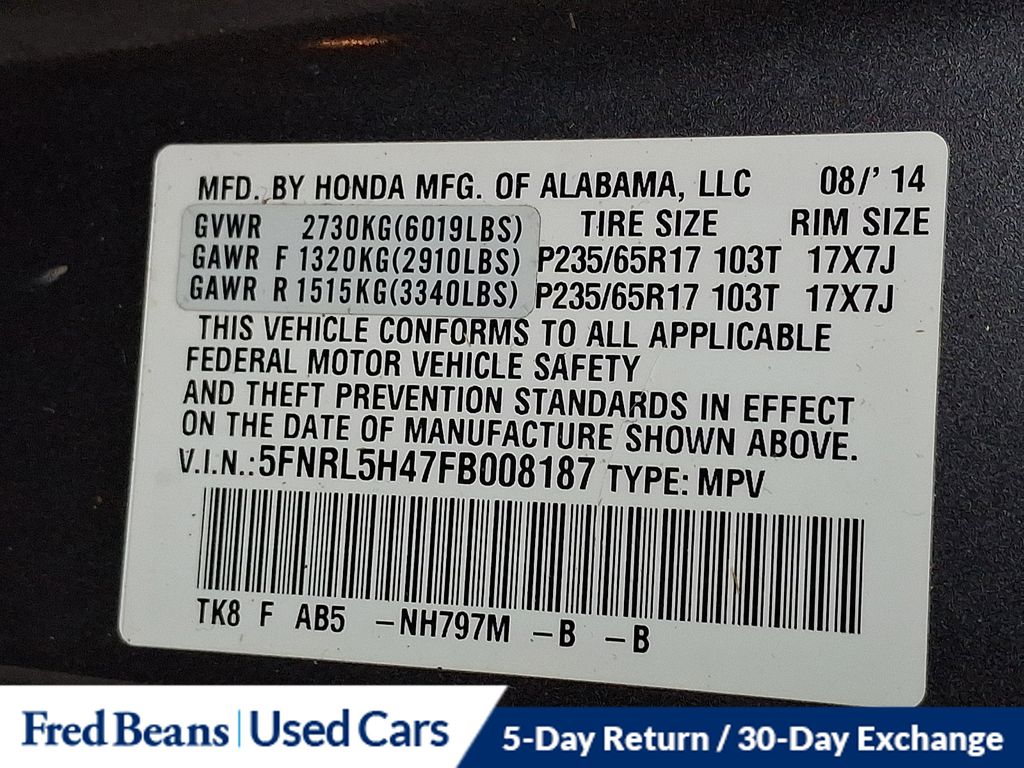 MFD. BY HONDA MFG. OF ALABAMA, LLC 08/' 14
GVWR 2730KG(6019LBS) TIRE SIZE RIM SIZE
GAWR F 1320KG(2910LBS) P235/65R17 103T 17X7J
GAWR R 1515KG(3340LBS) P235/65R17 103T 17X7J
THIS VEHICLE CONFORMS TO ALL APPLICABLE
FEDERAL MOTOR VEHICLE SAFETY
AND THEFT PREVENTION STANDARDS IN EFFECT
ON THE DATE OF MANUFACTURE SHOWN ABOVE.
V.I.N.:5FNRL5H47FB008187 TYPE: MPV
TK8 F AB5 -NH797M -B -B
Fred Beans | Used Cars 5-Day Return / 30-Day Exchange